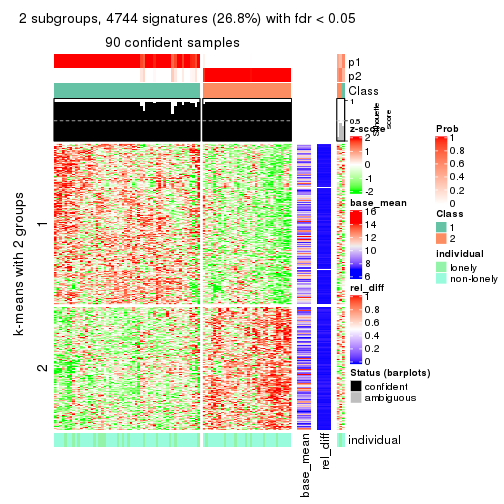 2 subgroups, 4744 signatures (26.8%) with fdr < 0.05
90 confident samples
p1
p2
Class
1
0.5
0
Silhouette
score
k-means with 2 groups
1
2
individual
base_mean
rel_diff
z-score
2
1
0
-1
-2
base_mean
16
14
12
10
8
6
rel_diff
1
0.8
0.6
0.4
0.2
0
Status (barplots)
confident
ambiguous
Prob
1
0.8
0.6
0.4
0.2
0
Class
1
2
individual
lonely
non-lonely